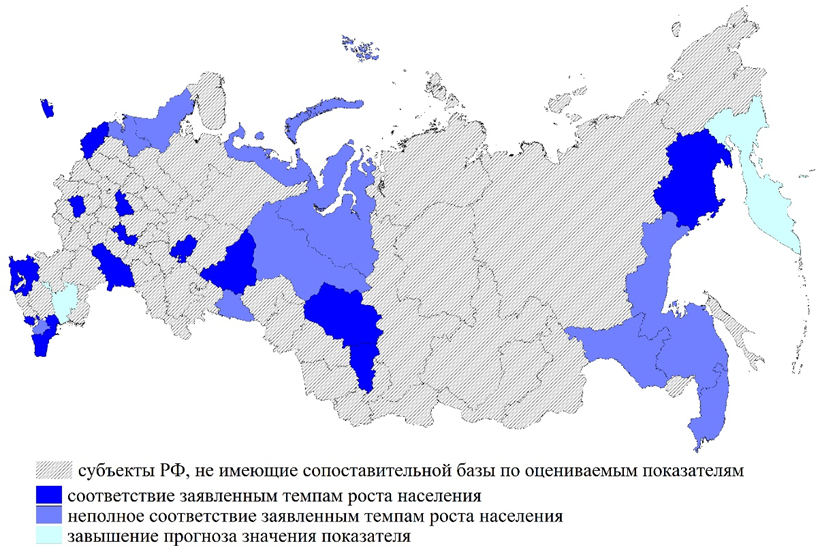 субъекты РФ, не имеющие сопоставительной базы по оцениваемым показателям
соответствие заявленным темпам роста населения
неполное соответствие заявленным темпам роста населения
завышение прогноза значения показателя